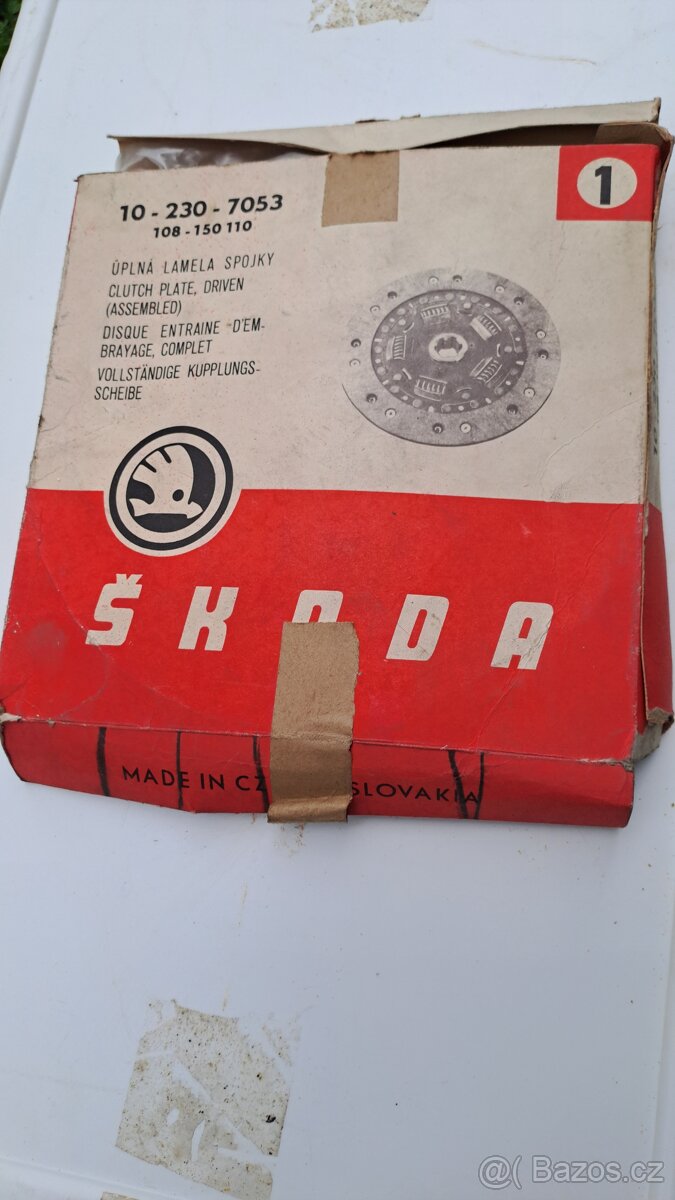 10 - 230 - 7053
108 - 150 110
1
ÚPLNÁ LAMELA SPOJKY
CLUTCH PLATE, DRIVEN
(ASSEMBLED)
DISQUE ENTRAINE D'EM-
BRAYAGE, COMPLET
VOLLSTÄNDIGE KUPPLUNGS-
SCHEIBE
ŠKODA
MADE IN CZ SLOVAKIA
@( Bazos.cz